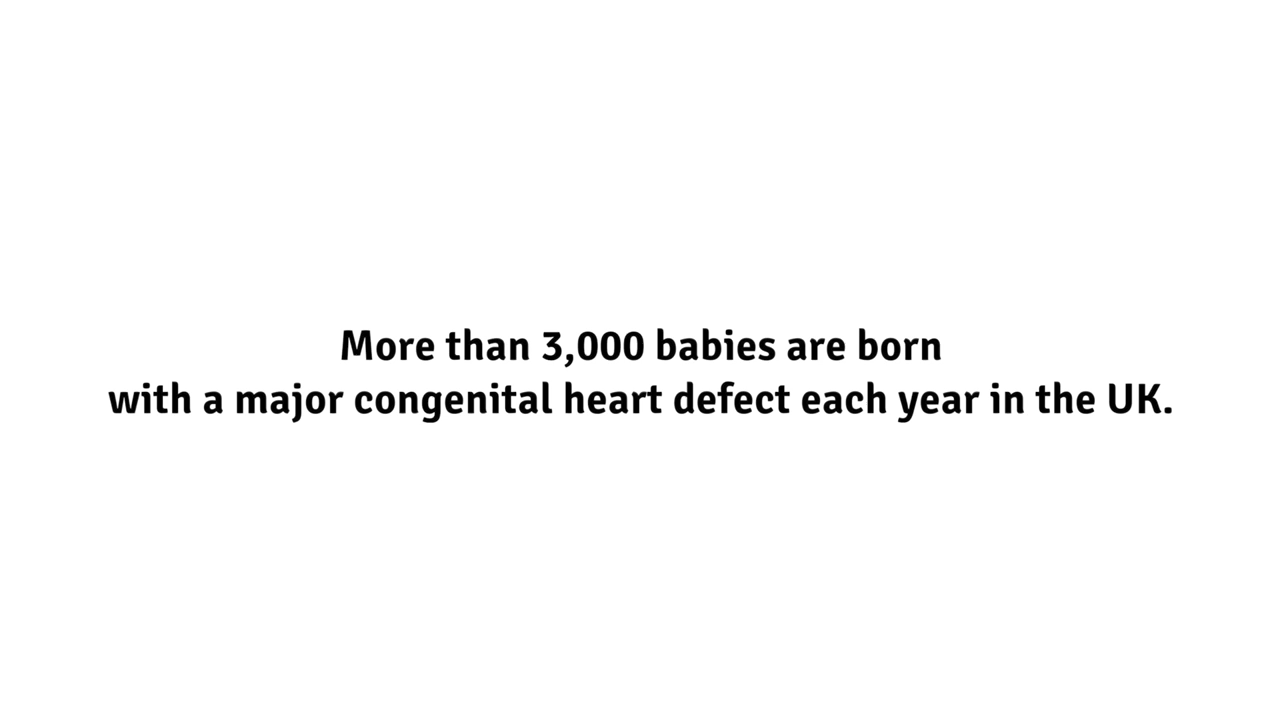 More than 3,000 babies are born
with a major congenital heart defect each year in the UK.